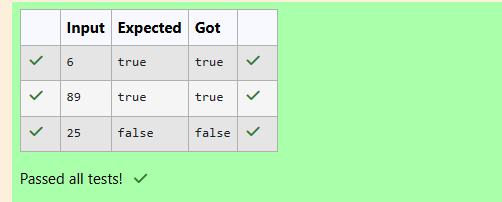 Input Expected Got
6 true true
89 true true
25 false false
Passed all tests!